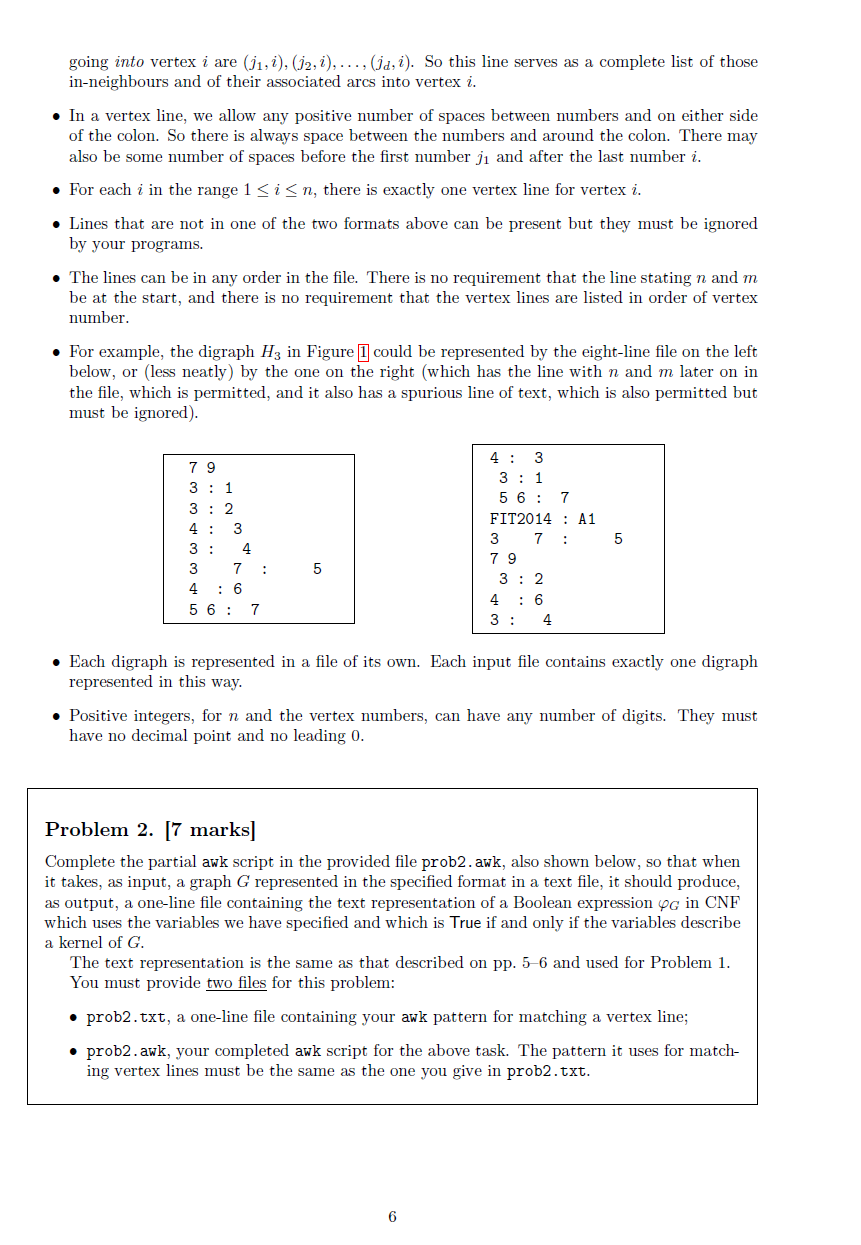 going into vertex i are (j₁, i), (j₂, i), . . . , (j_d, i). So this line serves as a complete list of those
in-neighbours and of their associated arcs into vertex i.
• In a vertex line, we allow any positive number of spaces between numbers and on either side
of the colon. So there is always space between the numbers and around the colon. There may
also be some number of spaces before the first number j₁ and after the last number i.
• For each i in the range 1 ≤ i ≤ n, there is exactly one vertex line for vertex i.
• Lines that are not in one of the two formats above can be present but they must be ignored
by your programs.
• The lines can be in any order in the file. There is no requirement that the line stating n and m
be at the start, and there is no requirement that the vertex lines are listed in order of vertex
number.
• For example, the digraph H₃ in Figure 1 could be represented by the eight-line file on the left
below, or (less neatly) by the one on the right (which has the line with n and m later on in
the file, which is permitted, and it also has a spurious line of text, which is also permitted but
must be ignored).
7 9
3 : 1
3 : 2
4 :  3
3 :   4
3    7  :     5
4  : 6
5 6 :  7
4 :  3
 3 : 1
 5 6 :  7
FIT2014 : A1
3    7  :     5
7 9
 3 : 2
4  : 6
3 :   4
• Each digraph is represented in a file of its own. Each input file contains exactly one digraph
represented in this way.
• Positive integers, for n and the vertex numbers, can have any number of digits. They must
have no decimal point and no leading 0.
Problem 2. [7 marks]
Complete the partial awk script in the provided file prob2.awk, also shown below, so that when
it takes, as input, a graph G represented in the specified format in a text file, it should produce,
as output, a one-line file containing the text representation of a Boolean expression φ_G in CNF
which uses the variables we have specified and which is True if and only if the variables describe
a kernel of G.
The text representation is the same as that described on pp. 5–6 and used for Problem 1.
You must provide two files for this problem:
• prob2.txt, a one-line file containing your awk pattern for matching a vertex line;
• prob2.awk, your completed awk script for the above task. The pattern it uses for match-
ing vertex lines must be the same as the one you give in prob2.txt.
6